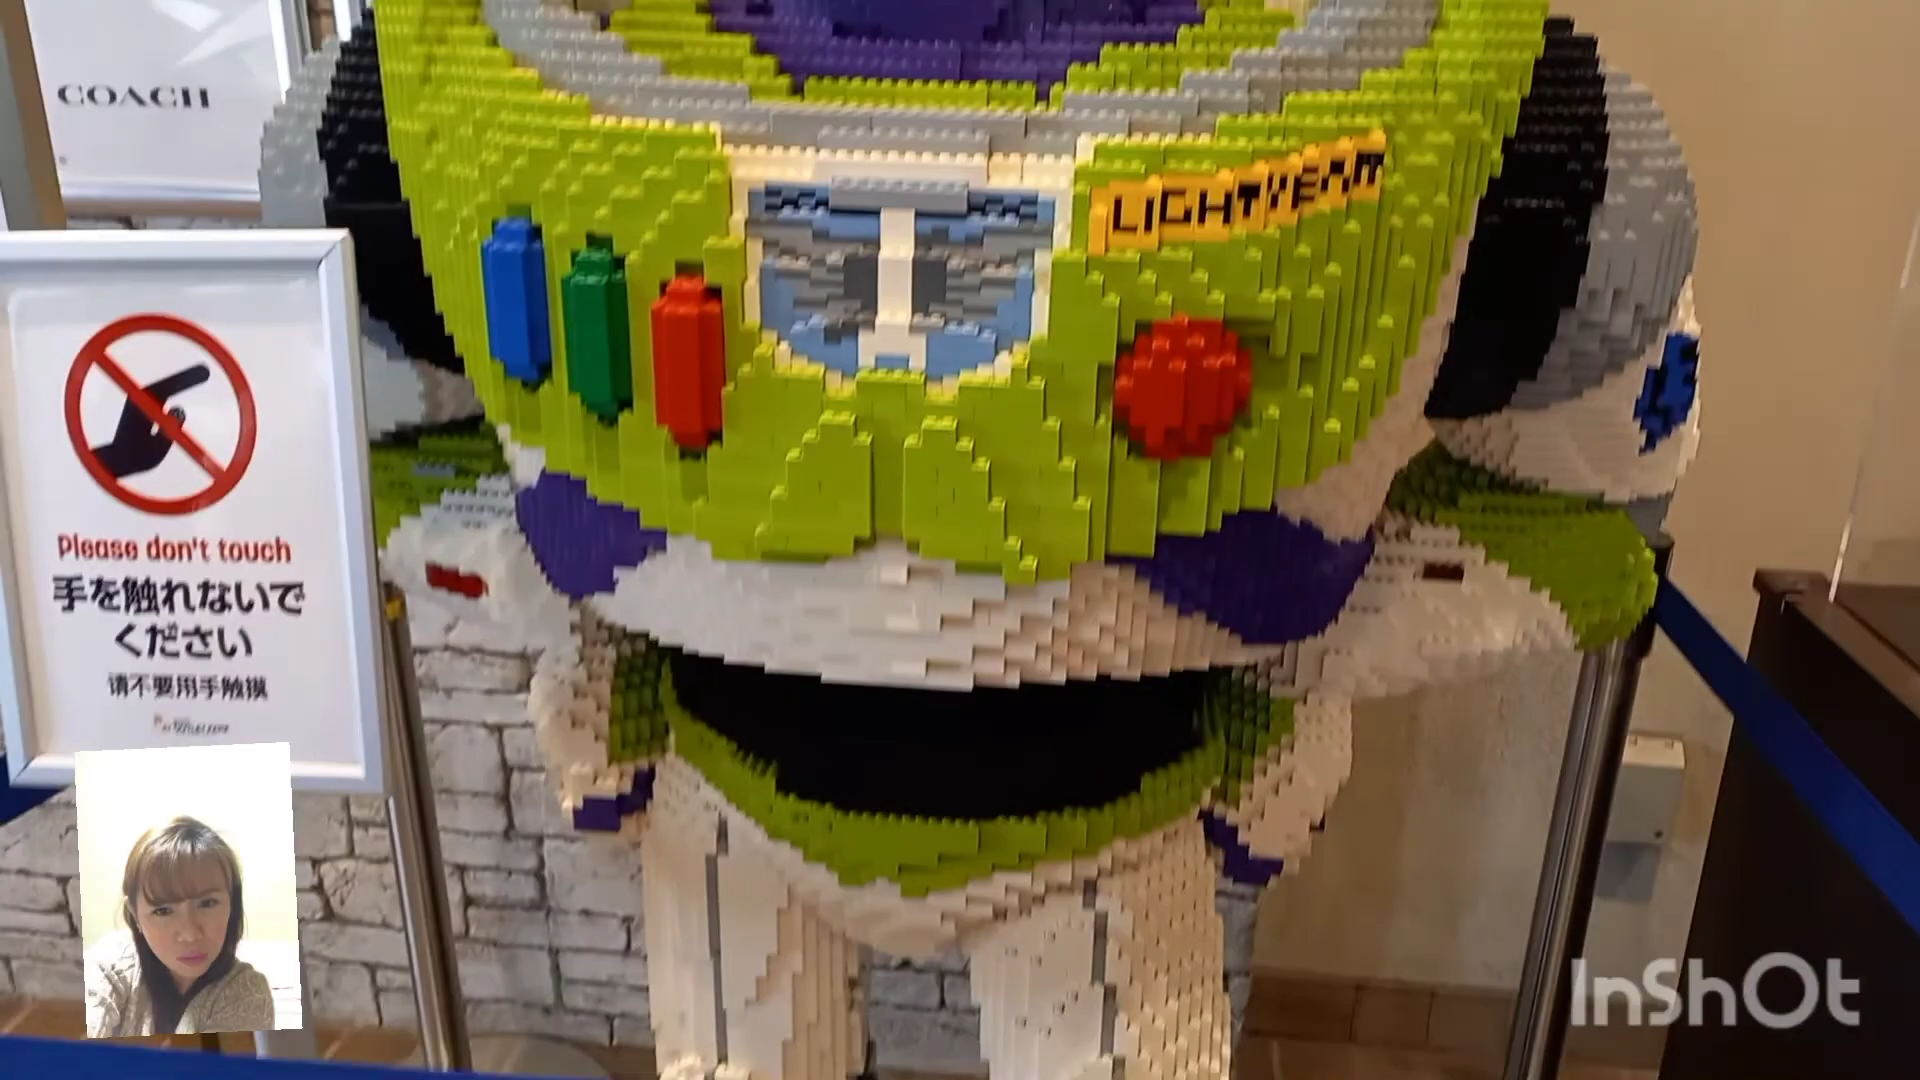 COACH
LIGHTYEAR
Please don't touch
手を触れないで
ください
请不要用手触摸
InShOt